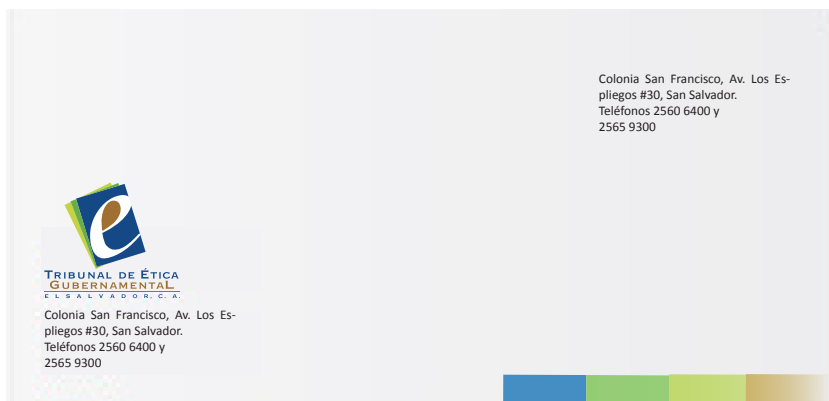 Colonia San Francisco, Av. Los Es-
pliegos #30, San Salvador.
Teléfonos 2560 6400 y
2565 9300
e
TRIBUNAL DE ÉTICA
GUBERNAMENTAL
EL SALVADOR, C. A.
Colonia San Francisco, Av. Los Es-
pliegos #30, San Salvador.
Teléfonos 2560 6400 y
2565 9300